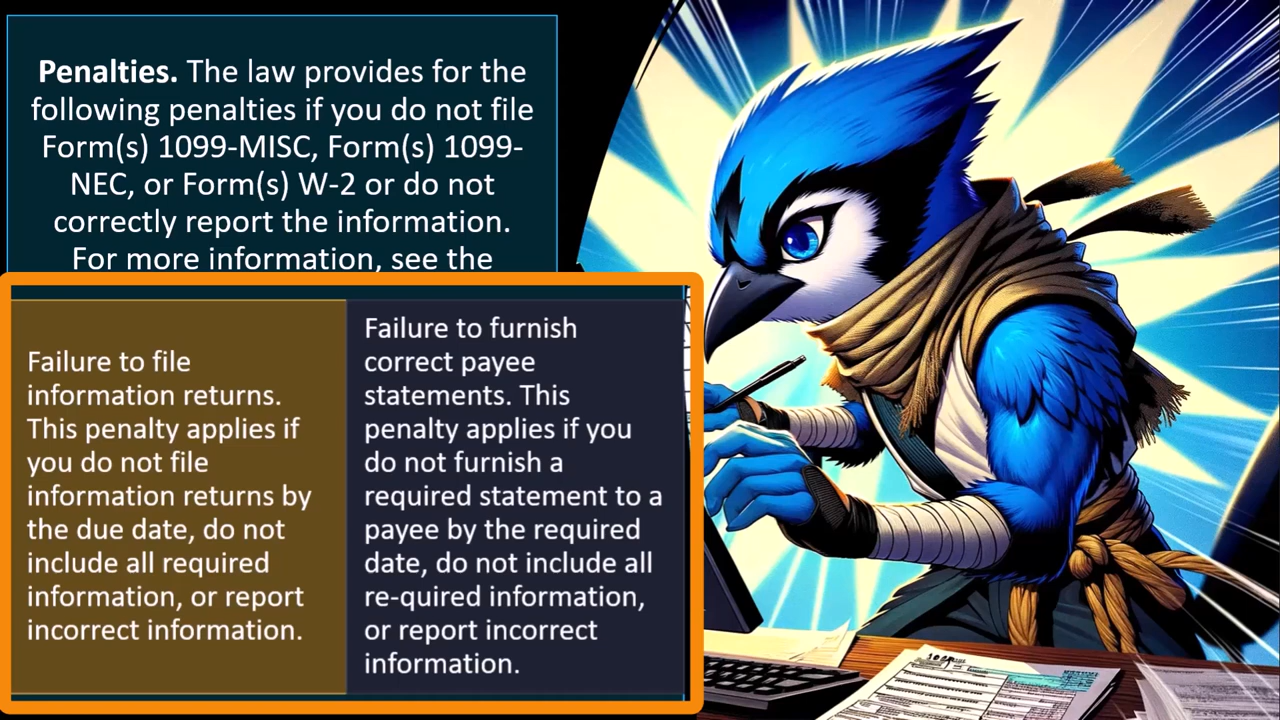 Penalties. The law provides for the
following penalties if you do not file
Form(s) 1099-MISC, Form(s) 1099-
NEC, or Form(s) W-2 or do not
correctly report the information.
For more information, see the
Failure to file
information returns.
This penalty applies if
you do not file
information returns by
the due date, do not
include all required
information, or report
incorrect information.
Failure to furnish
correct payee
statements. This
penalty applies if you
do not furnish a
required statement to a
payee by the required
date, do not include all
re-quired information,
or report incorrect
information.